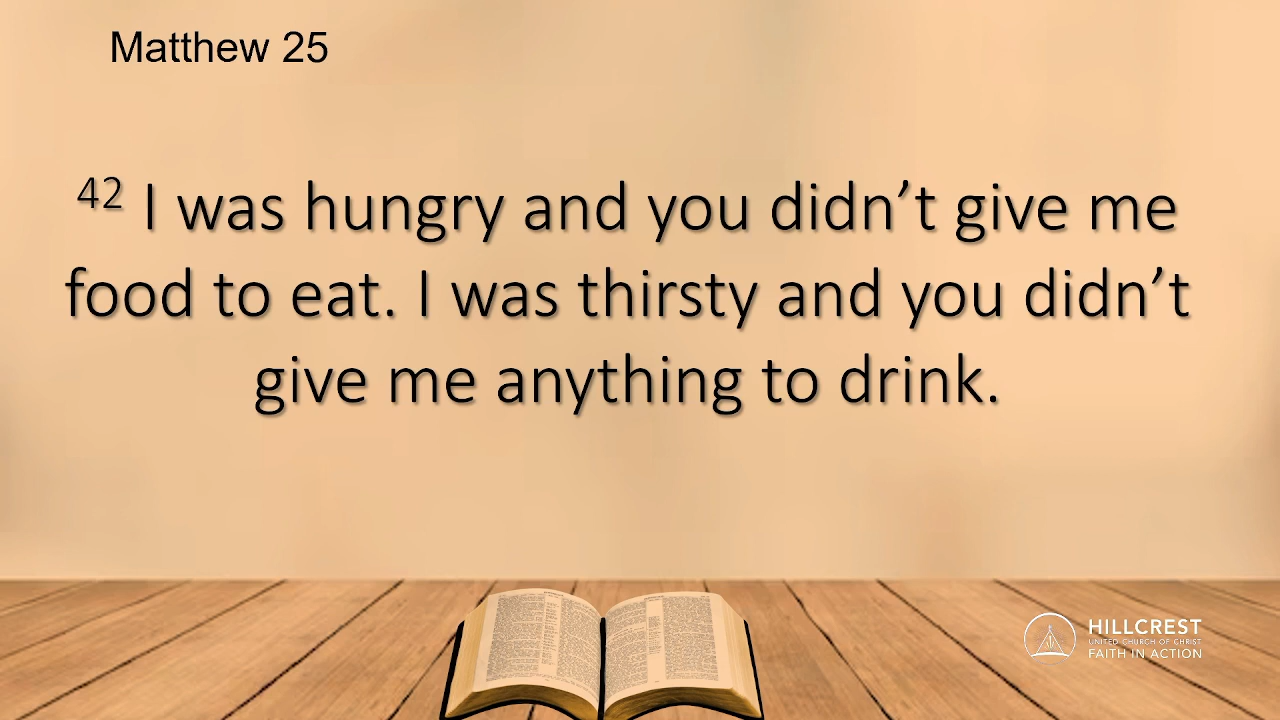 Matthew 25
42 I was hungry and you didn’t give me
food to eat. I was thirsty and you didn’t
give me anything to drink.
HILLCREST
UNITED CHURCH OF CHRIST
FAITH IN ACTION